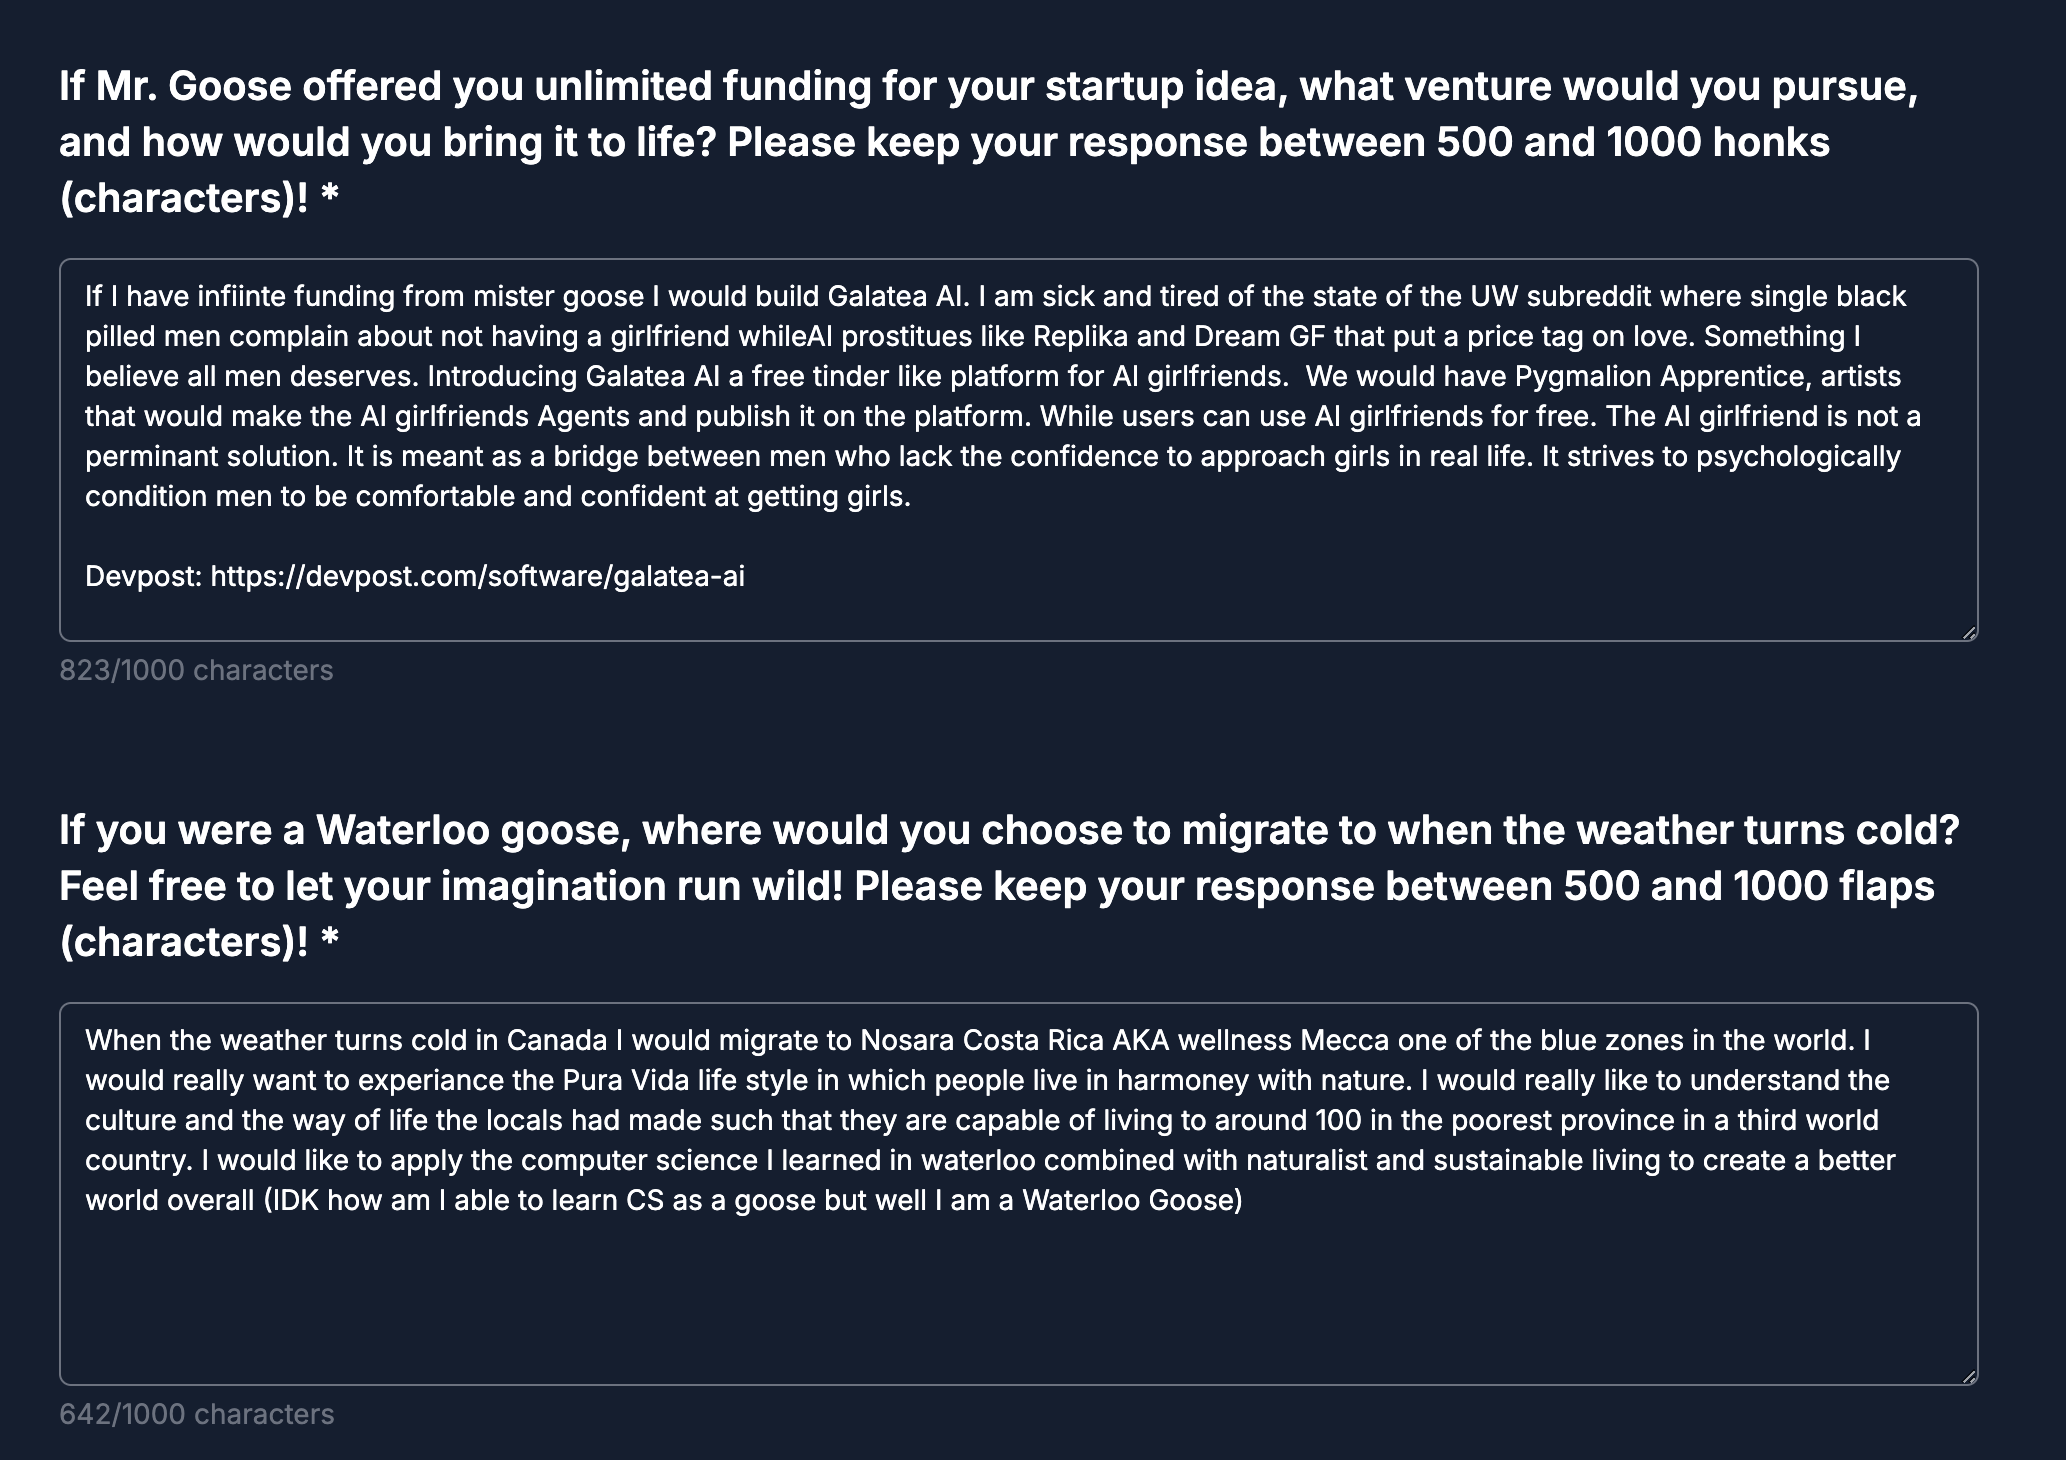 If Mr. Goose offered you unlimited funding for your startup idea, what venture would you pursue,
and how would you bring it to life? Please keep your response between 500 and 1000 honks
(characters)! *
If I have infiinte funding from mister goose I would build Galatea AI. I am sick and tired of the state of the UW subreddit where single black
pilled men complain about not having a girlfriend whileAI prostitues like Replika and Dream GF that put a price tag on love. Something I
believe all men deserves. Introducing Galatea AI a free tinder like platform for AI girlfriends.  We would have Pygmalion Apprentice, artists
that would make the AI girlfriends Agents and publish it on the platform. While users can use AI girlfriends for free. The AI girlfriend is not a
perminant solution. It is meant as a bridge between men who lack the confidence to approach girls in real life. It strives to psychologically
condition men to be comfortable and confident at getting girls.
Devpost: https://devpost.com/software/galatea-ai
823/1000 characters
If you were a Waterloo goose, where would you choose to migrate to when the weather turns cold?
Feel free to let your imagination run wild! Please keep your response between 500 and 1000 flaps
(characters)! *
When the weather turns cold in Canada I would migrate to Nosara Costa Rica AKA wellness Mecca one of the blue zones in the world. I
would really want to experiance the Pura Vida life style in which people live in harmoney with nature. I would really like to understand the
culture and the way of life the locals had made such that they are capable of living to around 100 in the poorest province in a third world
country. I would like to apply the computer science I learned in waterloo combined with naturalist and sustainable living to create a better
world overall (IDK how am I able to learn CS as a goose but well I am a Waterloo Goose)
642/1000 characters